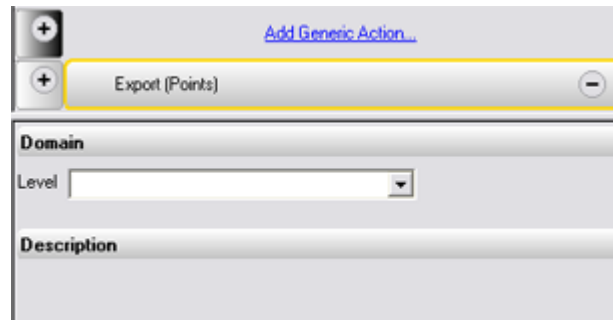 Add Generic Action...
Export (Points)
Domain
Level
Description